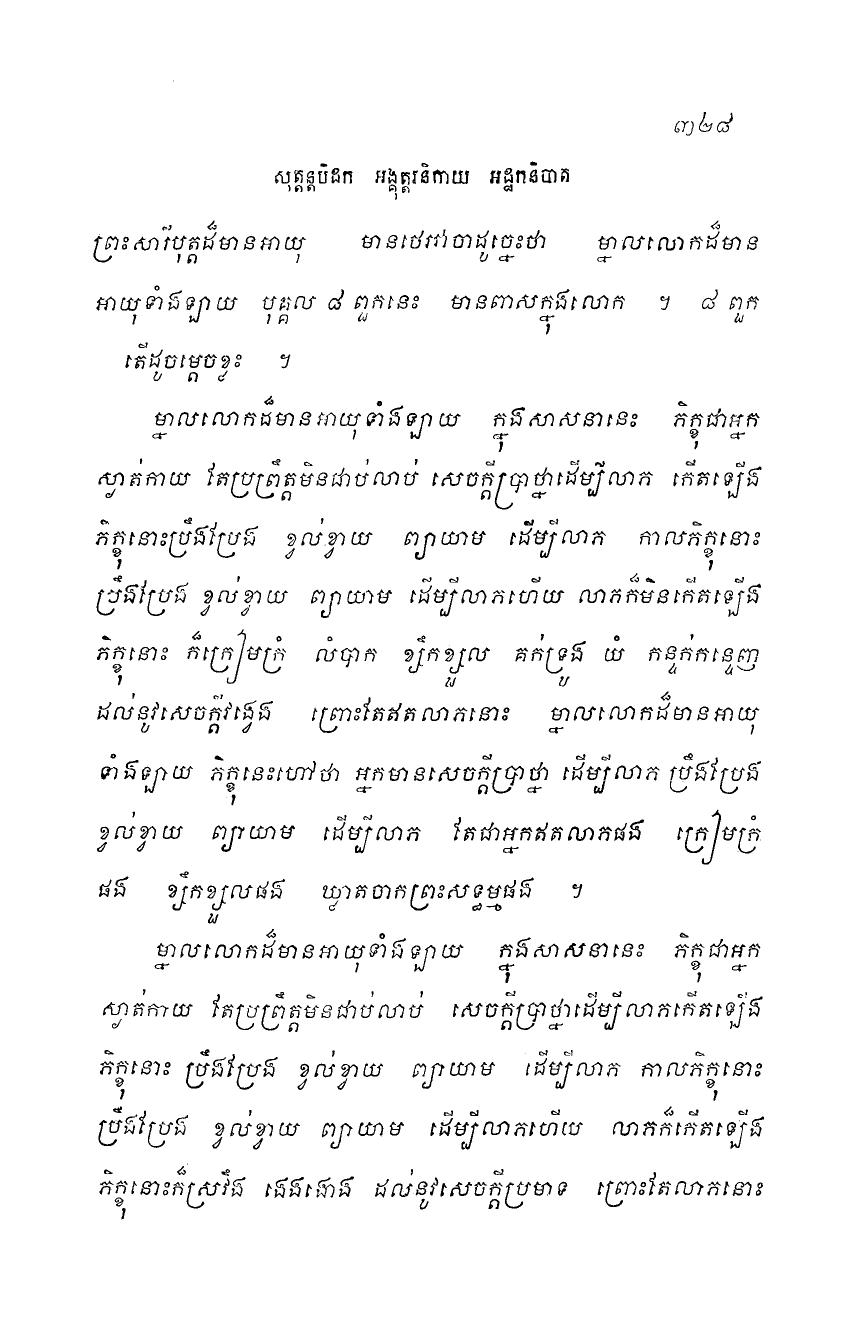 ៣២៨
សុត្តន្តបិដក អង្គុត្តរនិកាយ អដ្ឋកនិបាត
ព្រះសារីបុត្តដ៏មានអាយុ មានថេរវាចាដូច្នេះថា ម្នាលលោកដ៏មាន
អាយុទាំងឡាយ បុគ្គល ៨ ពួកនេះ មានពាសក្នុងលោក ។ ៨ ពួក
តើដូចម្តេចខ្លះ ។
ម្នាលលោកដ៏មានអាយុទាំងឡាយ ក្នុងសាសនានេះ ភិក្ខុជាអ្នក
ស្ងាត់កាយ តែប្រព្រឹត្តមិនជាប់លាប់ សេចក្តីប្រាថ្នាដើម្បីលាភ កើតឡើង
ភិក្ខុនោះប្រឹងប្រែង ខ្វល់ខ្វាយ ព្យាយាម ដើម្បីលាភ កាលភិក្ខុនោះ
ប្រឹងប្រែង ខ្វល់ខ្វាយ ព្យាយាម ដើម្បីលាភហើយ លាភក៏មិនកើតឡើង
ភិក្ខុនោះ ក៏ក្រៀមក្រំ លំបាក ខ្សឹកខ្សួល គក់ទ្រូង យំ កន្ទក់កន្ទេញ
ដល់នូវសេចក្តីវង្វេង ព្រោះតែឥតលាភនោះ ម្នាលលោកដ៏មានអាយុ
ទាំងឡាយ ភិក្ខុនេះហៅថា អ្នកមានសេចក្តីប្រាថ្នា ដើម្បីលាភ ប្រឹងប្រែង
ខ្វល់ខ្វាយ ព្យាយាម ដើម្បីលាភ តែជាអ្នកឥតលាភផង ក្រៀមក្រំ
ផង ខ្សឹកខ្សួលផង ឃ្លាតចាកព្រះសទ្ធម្មផង ។
ម្នាលលោកដ៏មានអាយុទាំងឡាយ ក្នុងសាសនានេះ ភិក្ខុជាអ្នក
ស្ងាត់កាយ តែប្រព្រឹត្តមិនជាប់លាប់ សេចក្តីប្រាថ្នាដើម្បីលាភកើតឡើង
ភិក្ខុនោះ ប្រឹងប្រែង ខ្វល់ខ្វាយ ព្យាយាម ដើម្បីលាភ កាលភិក្ខុនោះ
ប្រឹងប្រែង ខ្វល់ខ្វាយ ព្យាយាម ដើម្បីលាភហើយ លាភក៏កើតឡើង
ភិក្ខុនោះក៏ស្រវឹង ងេងងោង ដល់នូវសេចក្តីប្រមាទ ព្រោះតែលាភនោះ